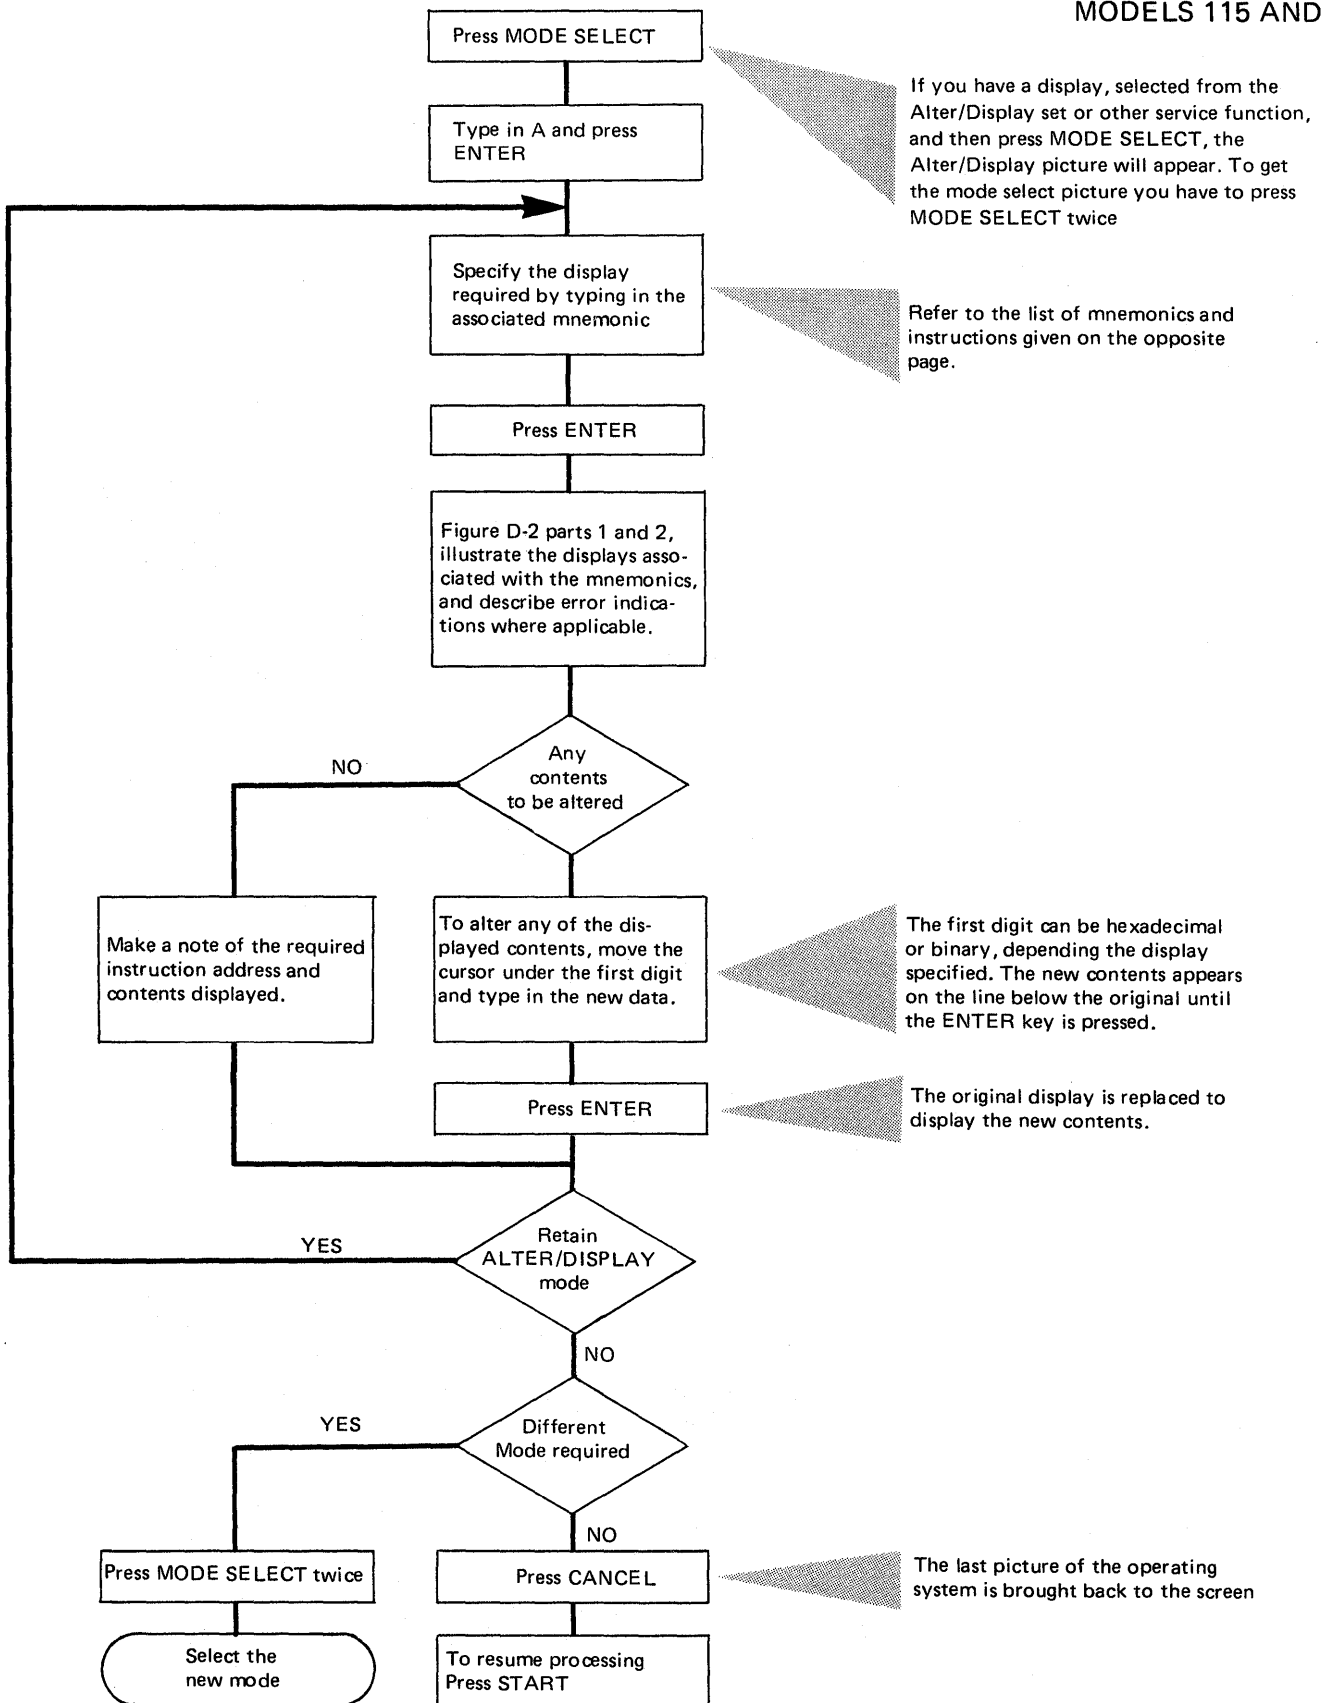 MODELS 115 AND
Press MODE SELECT
If you have a display, selected from the
Alter/Display set or other service function,
and then press MODE SELECT, the
Alter/Display picture will appear. To get
the mode select picture you have to press
MODE SELECT twice
Type in A and press
ENTER
Specify the display
required by typing in the
associated mnemonic
Refer to the list of mnemonics and
instructions given on the opposite
page.
Press ENTER
Figure D-2 parts 1 and 2,
illustrate the displays asso-
ciated with the mnemonics,
and describe error indica-
tions where applicable.
Any
contents
to be altered
NO
Make a note of the required
instruction address and
contents displayed.
To alter any of the dis-
played contents, move the
cursor under the first digit
and type in the new data.
The first digit can be hexadecimal
or binary, depending the display
specified. The new contents appears
on the line below the original until
the ENTER key is pressed.
Press ENTER
The original display is replaced to
display the new contents.
Retain
ALTER/DISPLAY
mode
YES
NO
Different
Mode required
YES
NO
Press MODE SELECT twice
Press CANCEL
The last picture of the operating
system is brought back to the screen
Select the
new mode
To resume processing
Press START